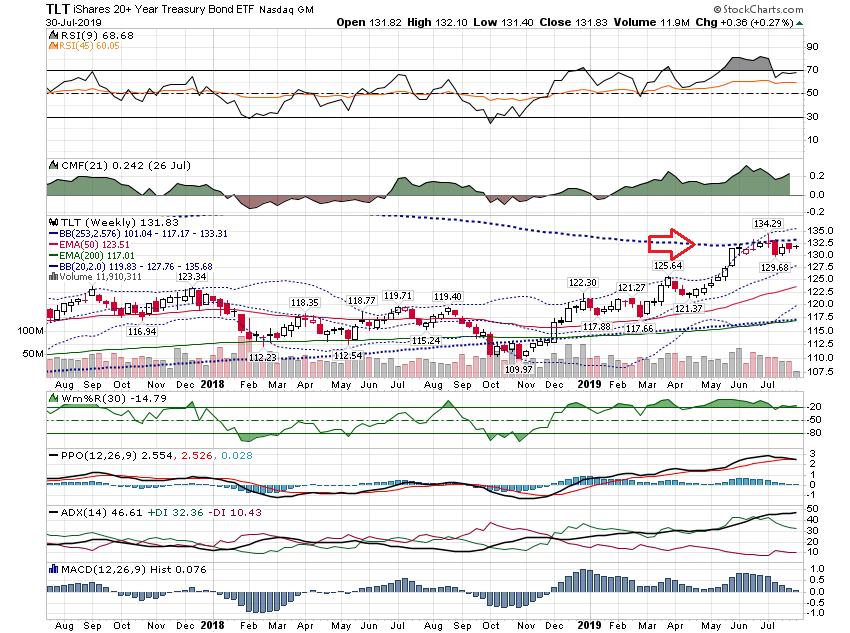 TLT iShares 20+ Year Treasury Bond ETF Nasdaq GM
© StockCharts.com
30-Jul-2019
Open 131.82 High 132.10 Low 131.40 Close 131.83 Volume 11.9M Chg +0.36 (+0.27%)
RSI(9) 68.68
RSI(45) 60.05
90
70
50
30
10
CMF(21) 0.242 (26 Jul)
0.2
0.0
-0.2
TLT (Weekly) 131.83
BB(253,2.576) 101.04 - 117.17 - 133.31
EMA(50) 123.51
EMA(200) 117.01
BB(20,2.0) 119.83 - 127.76 - 135.68
Volume 11,910,311
134.29
129.68
125.64
123.34
122.30
121.27
121.37
119.71
119.40
118.77
118.35
117.88
117.66
116.94
115.24
112.54
112.23
109.97
135.0
132.5
130.0
127.5
125.0
122.5
120.0
117.5
115.0
112.5
110.0
107.5
100M
50M
Aug Sep Oct Nov Dec 2018 Feb Mar Apr May Jun Jul Aug Sep Oct Nov Dec 2019 Feb Mar Apr May Jun Jul
Wm%R(30) -14.79
-20
-50
-80
PPO(12,26,9) 2.554, 2.526, 0.028
3
2
1
0
-1
ADX(14) 46.61 +DI 32.36 -DI 10.43
50
40
30
20
10
MACD(12,26,9) Hist 0.076
1.0
0.5
0.0
-0.5
-1.0
Aug Sep Oct Nov Dec 2018 Feb Mar Apr May Jun Jul Aug Sep Oct Nov Dec 2019 Feb Mar Apr May Jun Jul